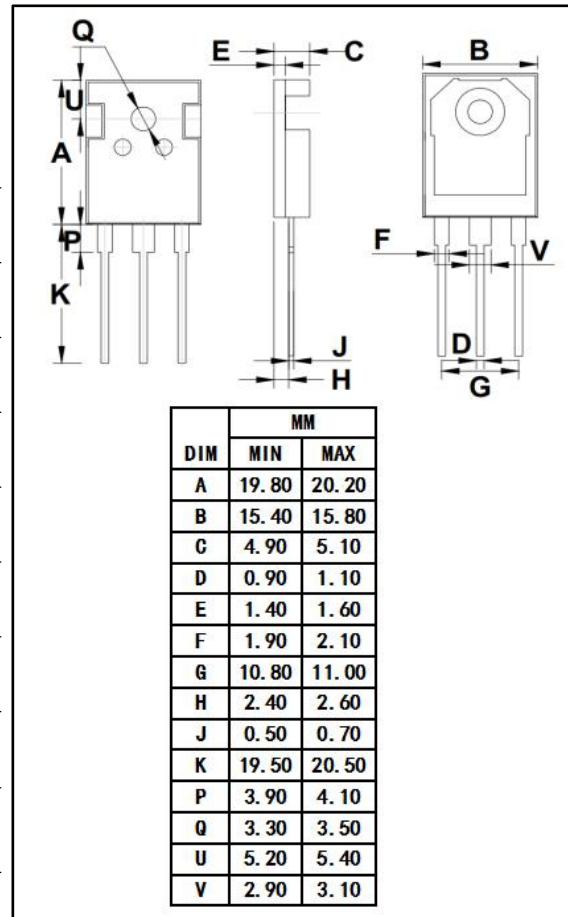 Q
E C B
U
A
P
F V
K
J D
H G
MM
DIM MIN MAX
A 19.80 20.20
B 15.40 15.80
C 4.90 5.10
D 0.90 1.10
E 1.40 1.60
F 1.90 2.10
G 10.80 11.00
H 2.40 2.60
J 0.50 0.70
K 19.50 20.50
P 3.90 4.10
Q 3.30 3.50
U 5.20 5.40
V 2.90 3.10